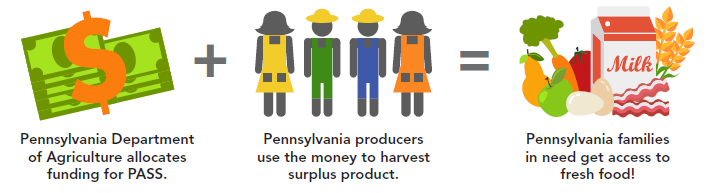 $
+
=
Milk
Pennsylvania Department
of Agriculture allocates
funding for PASS.
Pennsylvania producers
use the money to harvest
surplus product.
Pennsylvania families
in need get access to
fresh food!